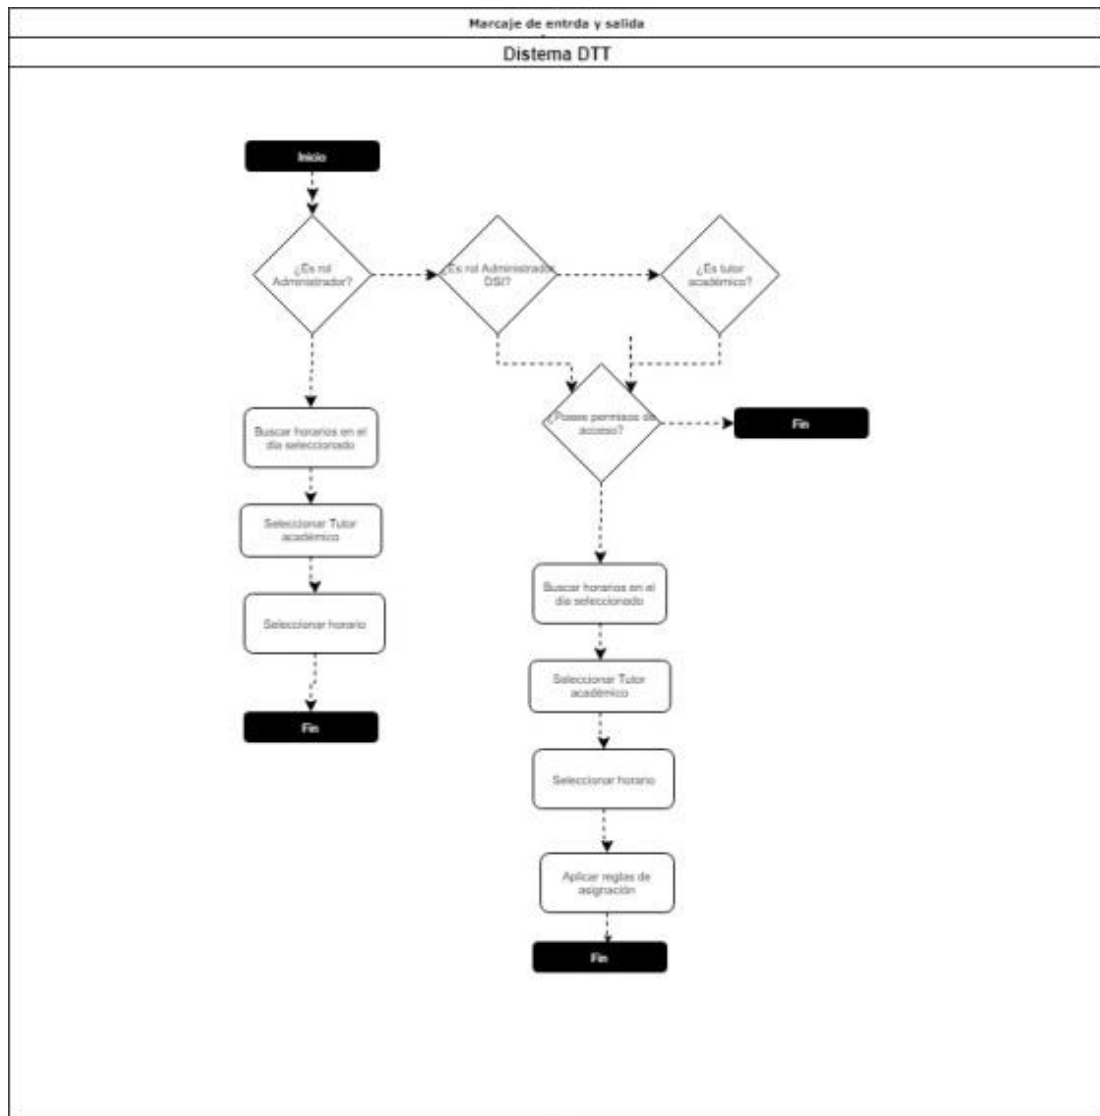 Marcaje de entrda y salida
Distema DTT
Inicio
¿Es rol
Administrador?
¿Es rol Administrador
DSI?
¿Es tutor
académico?
¿Posee permisos de
acceso?
Fin
Buscar horarios en el
día seleccionado
Seleccionar Tutor
académico
Seleccionar horario
Fin
Buscar horarios en el
día seleccionado
Seleccionar Tutor
académico
Seleccionar horario
Aplicar reglas de
asignación
Fin